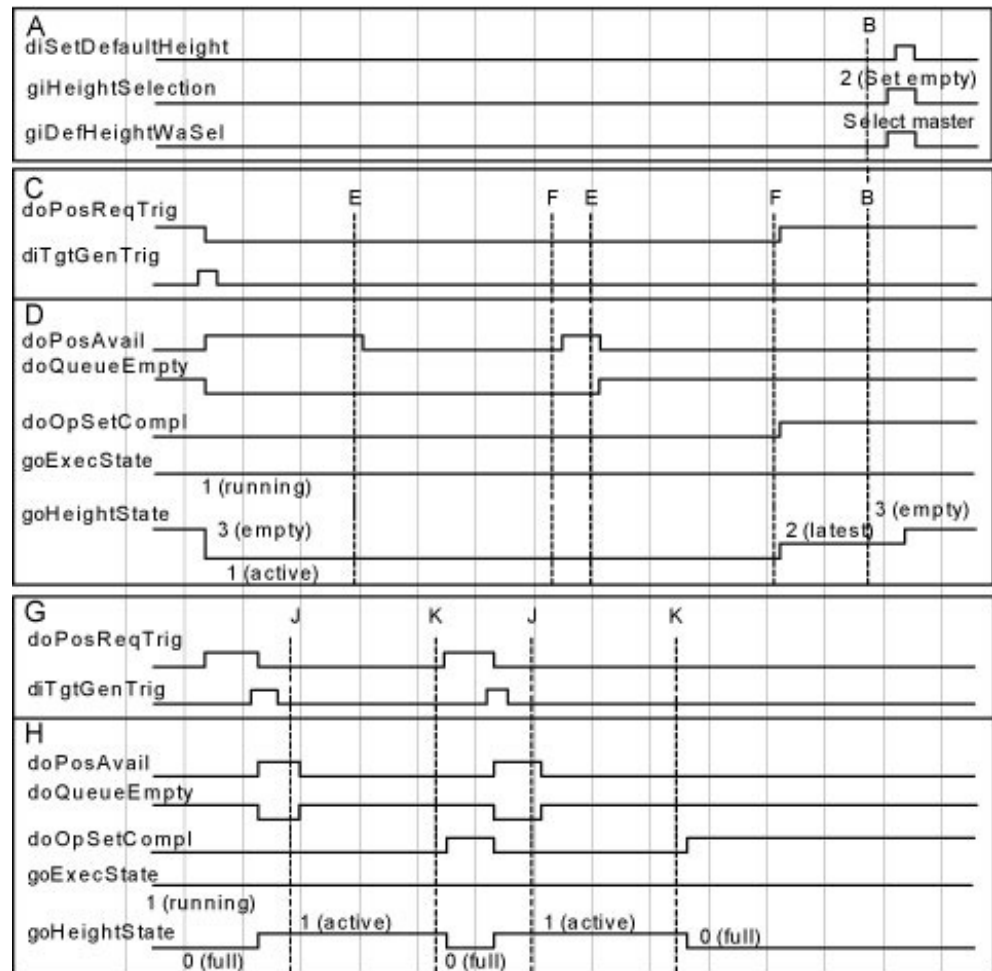 A
B
diSetDefaultHeight
2 (Set empty)
giHeightSelection
Select master
giDefHeightWaSel
C
E F E F B
doPosReqTrig
diTgtGenTrig
D
doPosAvail
doQueueEmpty
doOpSetCompl
goExecState
1 (running)
goHeightState
3 (empty) 2 (latest) 3 (empty)
1 (active)
G
J K J K
doPosReqTrig
diTgtGenTrig
H
doPosAvail
doQueueEmpty
doOpSetCompl
goExecState
1 (running)
goHeightState 1 (active) 1 (active) 0 (full)
0 (full) 0 (full)